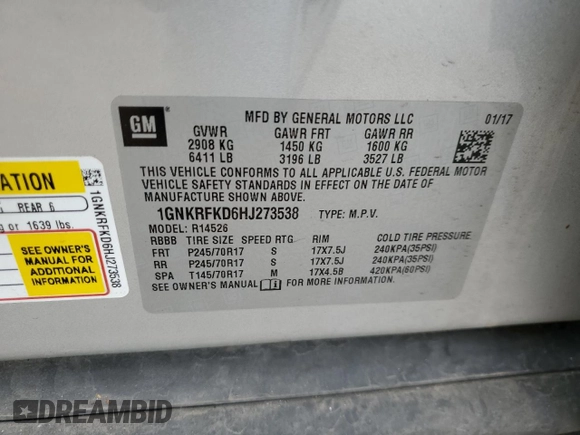 GM
MFD BY GENERAL MOTORS LLC 01/17
GVWR GAWR FRT GAWR RR
2908 KG 1450 KG 1600 KG
6411 LB 3196 LB 3527 LB
THIS VEHICLE CONFORMS TO ALL APPLICABLE U.S. FEDERAL MOTOR
VEHICLE SAFETY STANDARDS IN EFFECT ON THE DATE OF
MANUFACTURE SHOWN ABOVE.
1GNKRFKD6HJ273538 TYPE: M.P.V.
MODEL: R14526
RBBB TIRE SIZE SPEED RTG RIM COLD TIRE PRESSURE
FRT P245/70R17 S 17X7.5J 240KPA(35PSI)
RR P245/70R17 S 17X7.5J 240KPA(35PSI)
SPA T145/70R17 M 17X4.5B 420KPA(60PSI)
SEE OWNER'S MANUAL FOR MORE INFORMATION.
REAR 6
or 1639 lbs.
SEE OWNER'S
MANUAL FOR
ADDITIONAL
INFORMATION
1GNKRFKD6HJ273538
DREAMBID